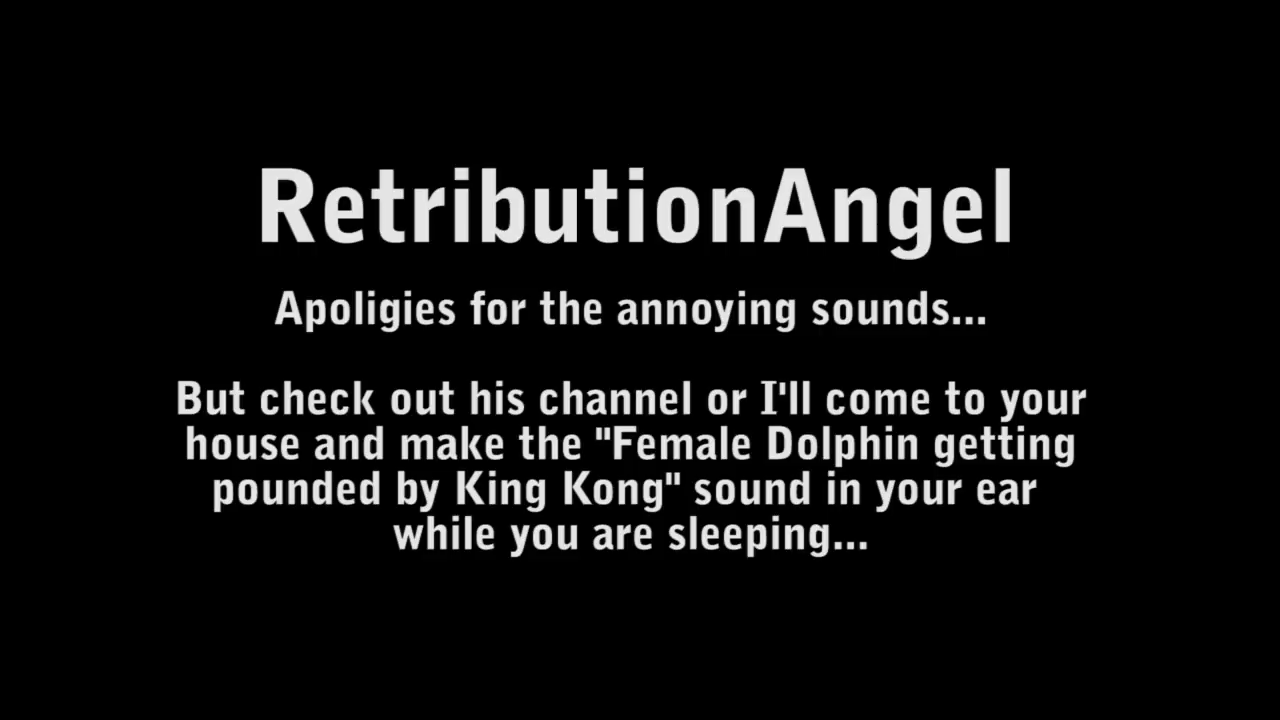 RetributionAngel
Apoligies for the annoying sounds...
But check out his channel or I'll come to your
house and make the "Female Dolphin getting
pounded by King Kong" sound in your ear
while you are sleeping...